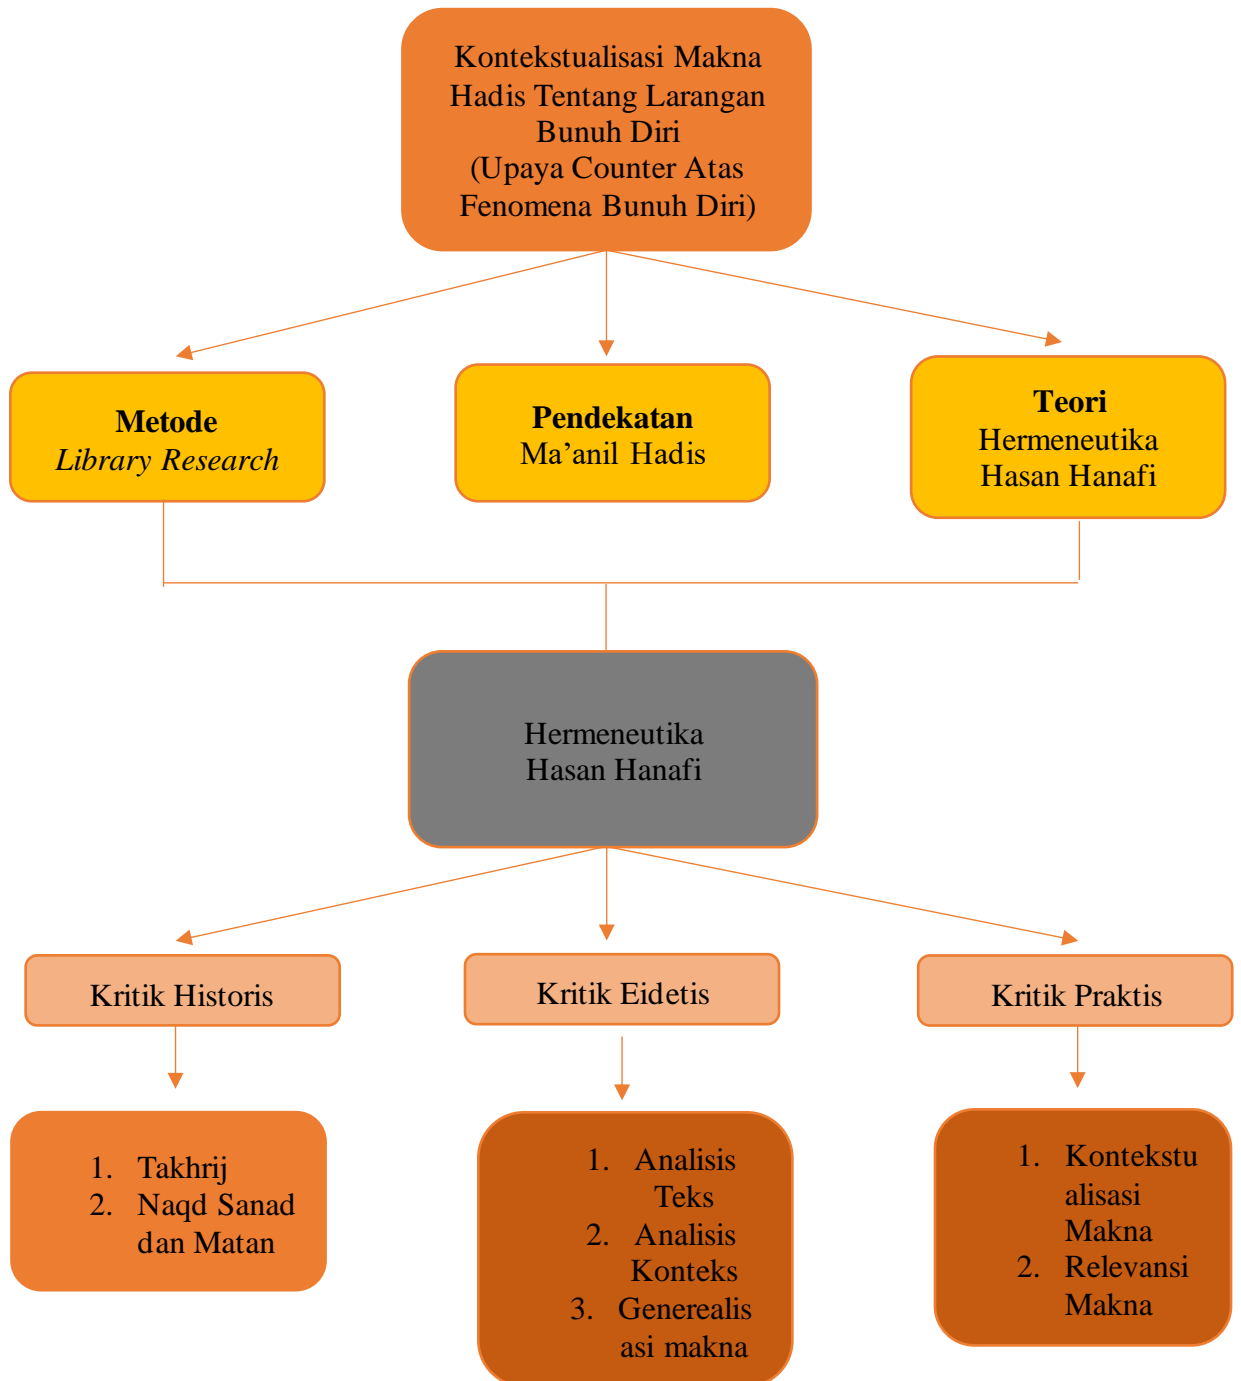 Kontekstualisasi Makna
Hadis Tentang Larangan
Bunuh Diri
(Upaya Counter Atas
Fenomena Bunuh Diri)
Metode
Library Research
Pendekatan
Ma’anil Hadis
Teori
Hermeneutika
Hasan Hanafi
Hermeneutika
Hasan Hanafi
Kritik Historis
Kritik Eidetis
Kritik Praktis
1. Takhrij
2. Naqd Sanad
dan Matan
1. Analisis
Teks
2. Analisis
Konteks
3. Generealis
asi makna
1. Kontekstu
alisasi
Makna
2. Relevansi
Makna